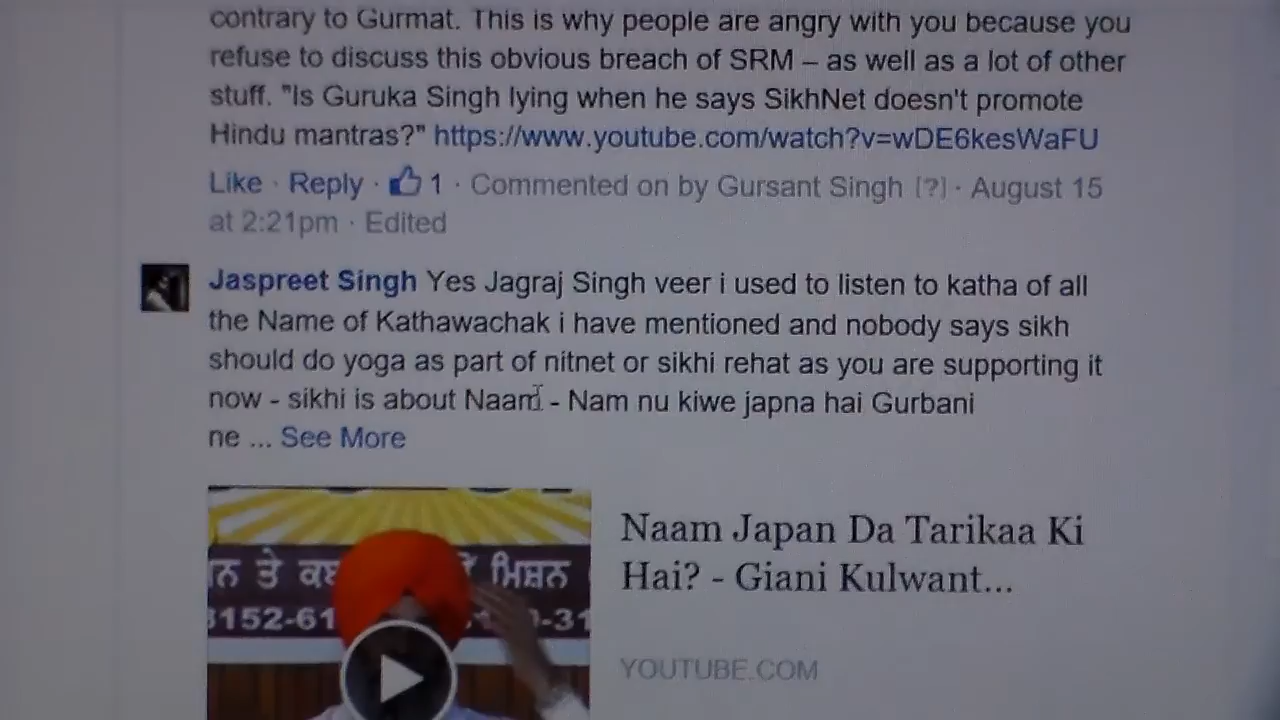 contrary to Gurmat. This is why people are angry with you because you
refuse to discuss this obvious breach of SRM – as well as a lot of other
stuff. "Is Guruka Singh lying when he says SikhNet doesn't promote
Hindu mantras?" https://www.youtube.com/watch?v=wDE6kesWaFU
Like · Reply · 1 · Commented on by Gursant Singh [?] · August 15
at 2:21pm · Edited
Jaspreet Singh Yes Jagraj Singh veer i used to listen to katha of all
the Name of Kathawachak i have mentioned and nobody says sikh
should do yoga as part of nitnet or sikhi rehat as you are supporting it
now - sikhi is about Naam - Nam nu kiwe japna hai Gurbani
ne ... See More
ਤੇ ਮਿਸ਼ਨ
3152-61 -31
Naam Japan Da Tarikaa Ki
Hai? - Giani Kulwant...
YOUTUBE.COM